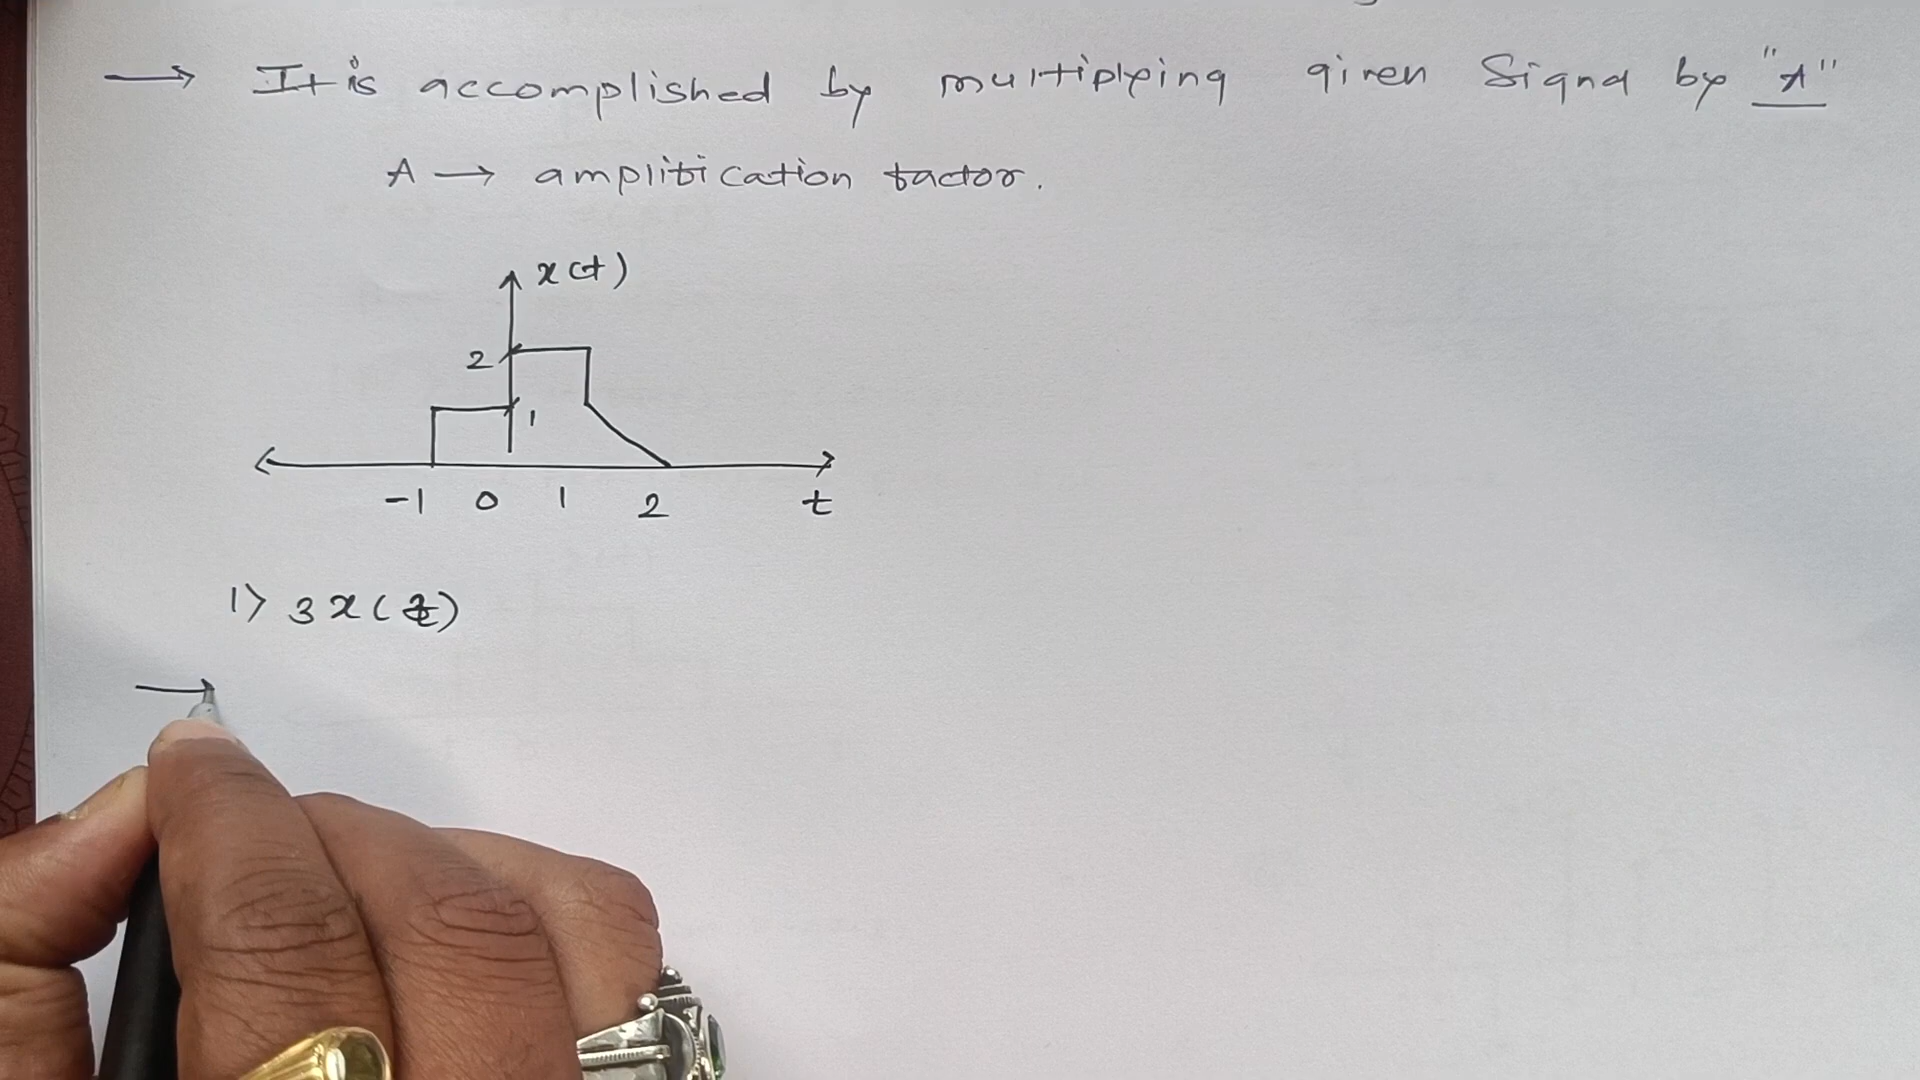 → It is accomplished by multiplying given Signal by "A"
A → amplification factor.
x(t)
2
1
-1 0 1 2 t
1) 3x(t)
→